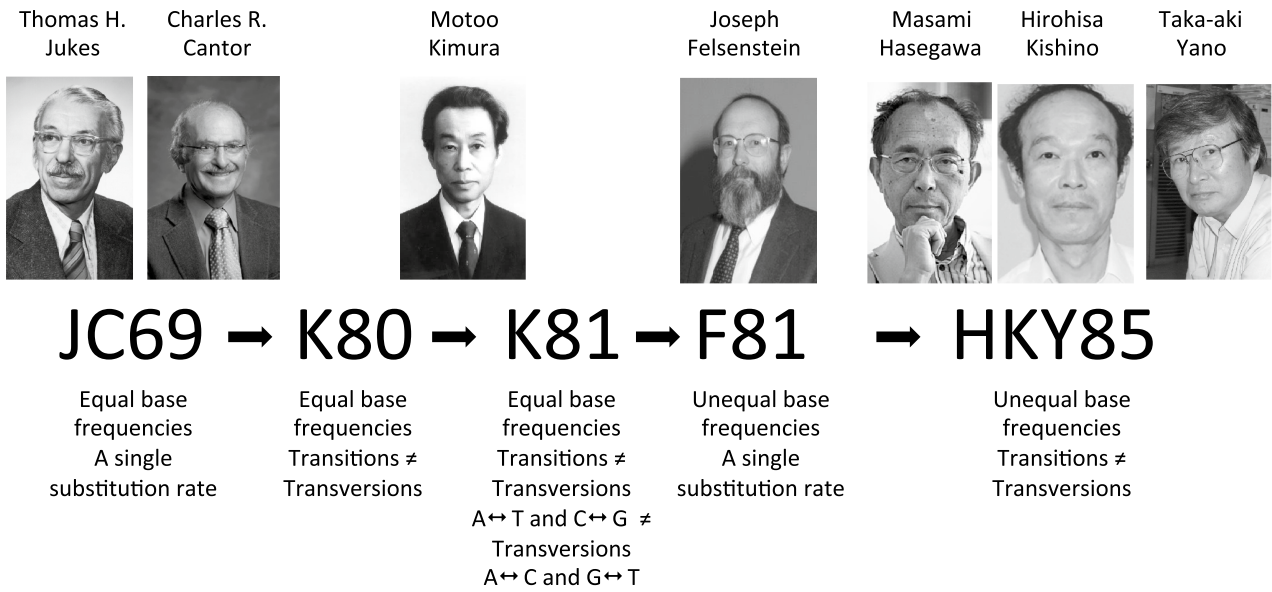 Thomas H.
Jukes
Charles R.
Cantor
Motoo
Kimura
Joseph
Felsenstein
Masami
Hasegawa
Hirohisa
Kishino
Taka-aki
Yano
JC69 ➡ K80 ➡ K81 ➡ F81 ➡ HKY85
Equal base
frequencies
A single
substitution rate
Equal base
frequencies
Transitions ≠
Transversions
Equal base
frequencies
Transitions ≠
Transversions
A↔T and C↔G ≠
Transversions
A↔C and G↔T
Unequal base
frequencies
A single
substitution rate
Unequal base
frequencies
Transitions ≠
Transversions